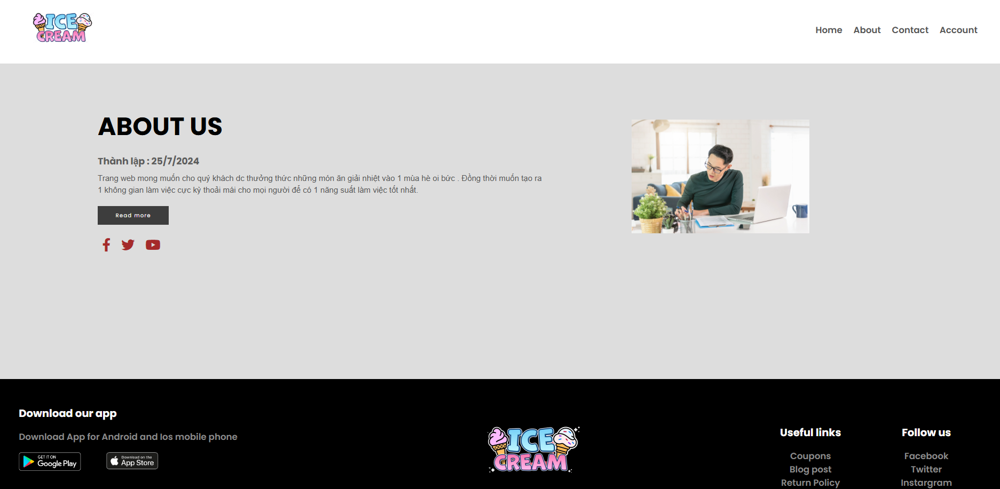 ICE
CREAM
Home About Contact Account
ABOUT US
Thành lập : 25/7/2024
Trang web mong muốn cho quý khách dc thưởng thức những món ăn giải nhiệt vào 1 mùa hè oi bức . Đồng thời muốn tạo ra
1 không gian làm việc cực kỳ thoải mái cho mọi người để có 1 năng suất làm việc tốt nhất.
Read more
Download our app
Download App for Android and Ios mobile phone
GET IT ON
Google Play
Download on the
App Store
ICE
CREAM
Useful links
Coupons
Blog post
Return Policy
Follow us
Facebook
Twitter
Instargram